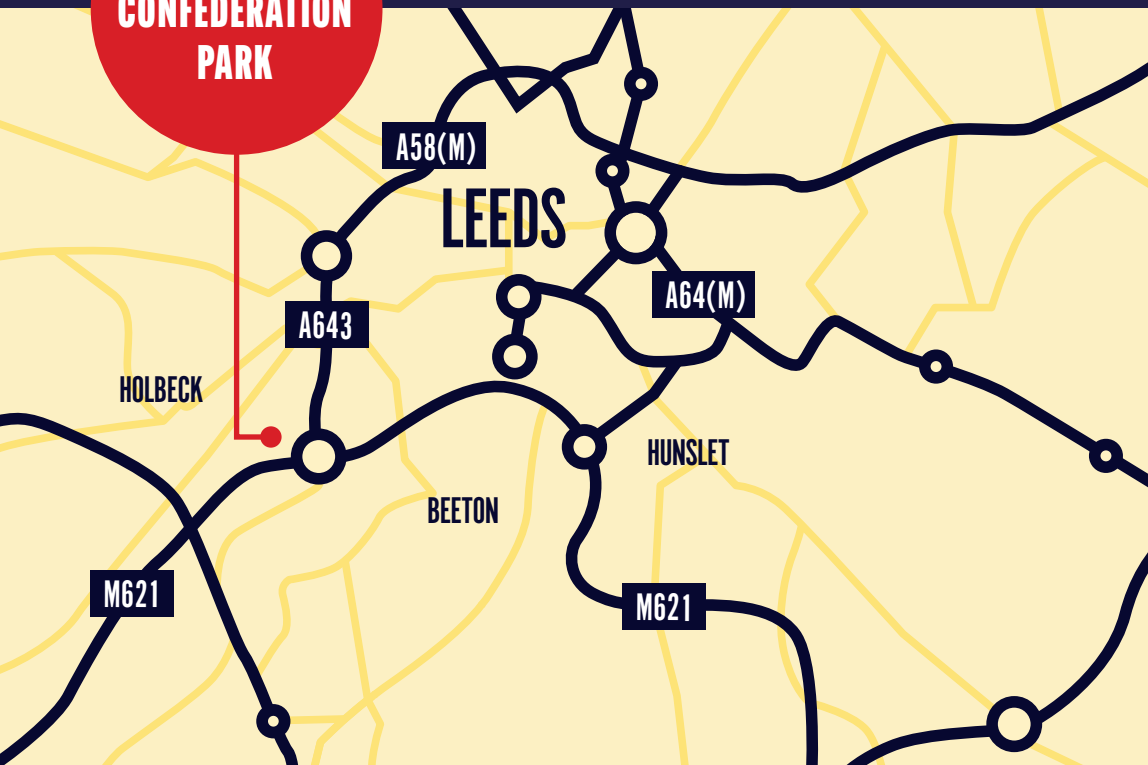 CONFEDERATION
PARK
A58(M)
LEEDS
A64(M)
A643
HOLBECK
HUNSLET
BEETON
M621
M621